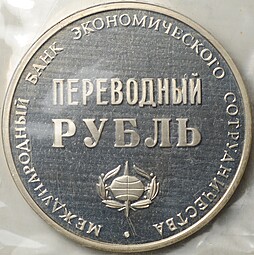 МЕЖДУНАРОДНЫЙ БАНК ЭКОНОМИЧЕСКОГО СОТРУДНИЧЕСТВА
ПЕРЕВОДНЫЙ
РУБЛЬ